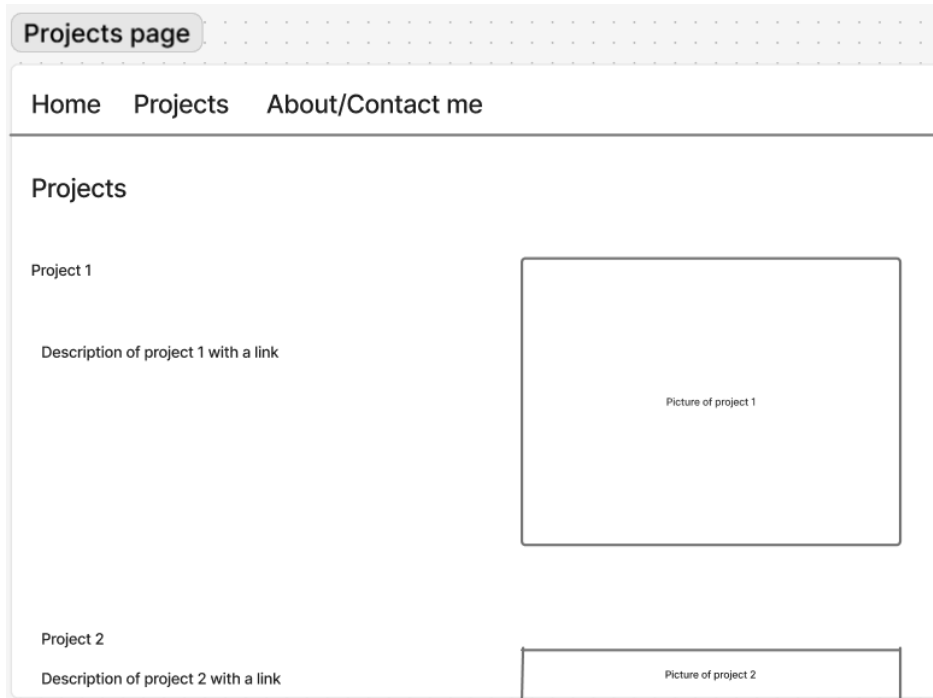 Projects page
Home Projects About/Contact me
Projects
Project 1
Description of project 1 with a link
Picture of project 1
Project 2
Description of project 2 with a link
Picture of project 2